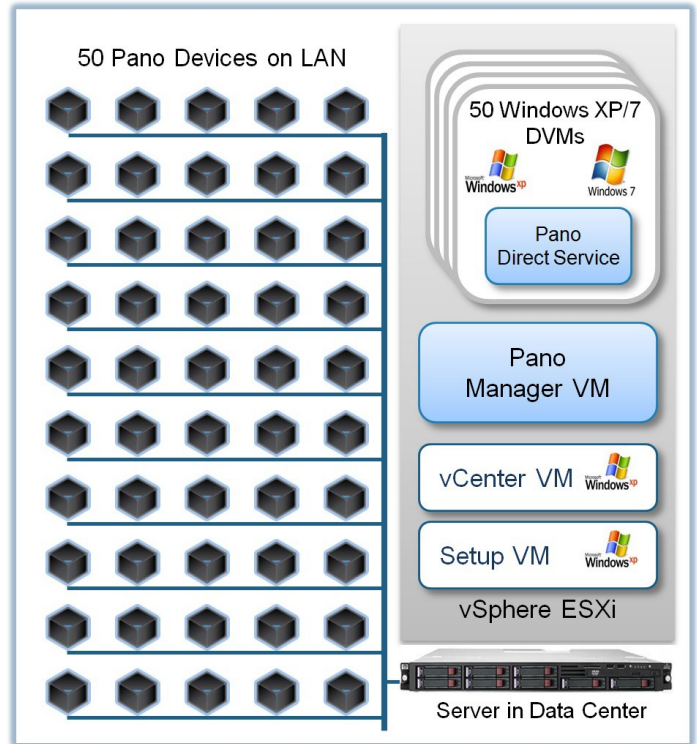 50 Pano Devices on LAN
50 Windows XP/7
DVMs
Microsoft
Windows xp
Windows 7
Pano
Direct Service
Pano
Manager VM
vCenter VM
Microsoft
Windows xp
Setup VM
Microsoft
Windows xp
vSphere ESXi
Server in Data Center